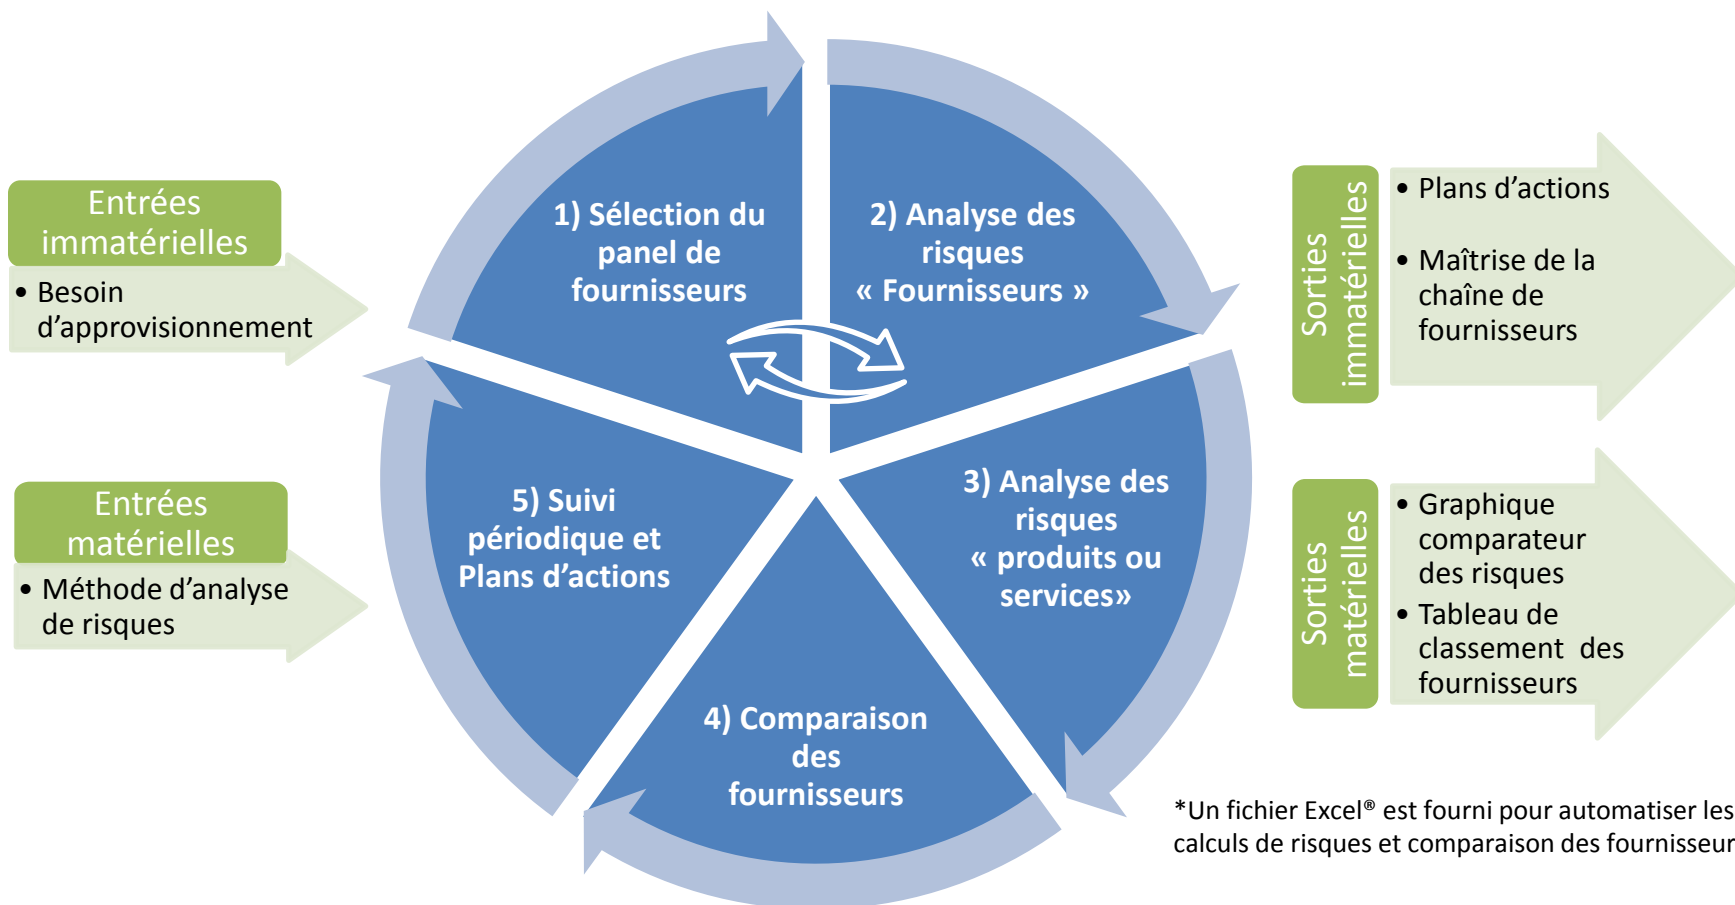 Entrées
immatérielles
• Besoin
d’approvisionnement
Entrées
matérielles
• Méthode d’analyse
de risques
1) Sélection du
panel de
fournisseurs
2) Analyse des
risques
« Fournisseurs »
3) Analyse des
risques
« produits ou
services»
4) Comparaison
des
fournisseurs
5) Suivi
périodique et
Plans d’actions
Sorties
immatérielles
• Plans d’actions
• Maîtrise de la
chaîne de
fournisseurs
Sorties
matérielles
• Graphique
comparateur
des risques
• Tableau de
classement des
fournisseurs
*Un fichier Excel® est fourni pour automatiser les
calculs de risques et comparaison des fournisseur